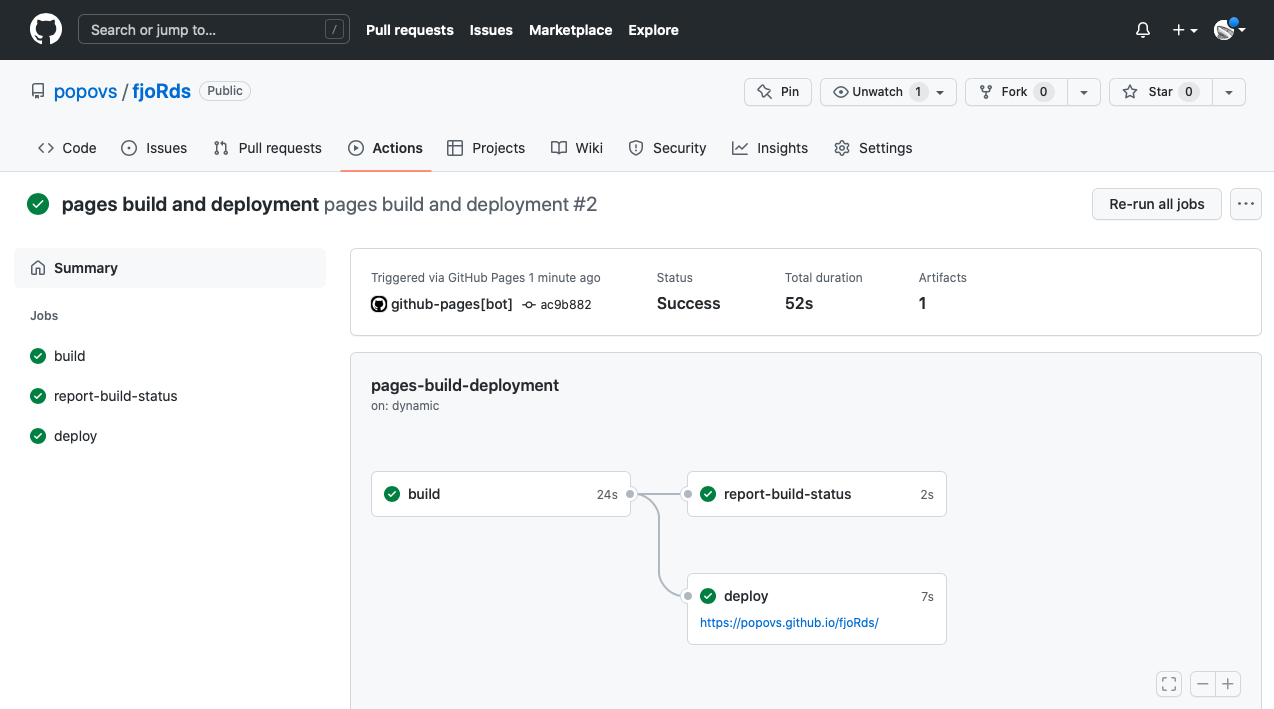 Search or jump to... /
Pull requests Issues Marketplace Explore
popovs / fjoRds Public
Pin Unwatch 1 Fork 0 Star 0
Code Issues Pull requests Actions Projects Wiki Security Insights Settings
pages build and deployment pages build and deployment #2
Re-run all jobs
Summary
Jobs
build
report-build-status
deploy
Triggered via GitHub Pages 1 minute ago Status Total duration Artifacts
github-pages[bot] ac9b882 Success 52s 1
pages-build-deployment
on: dynamic
build 24s
report-build-status 2s
deploy 7s
https://popovs.github.io/fjoRds/